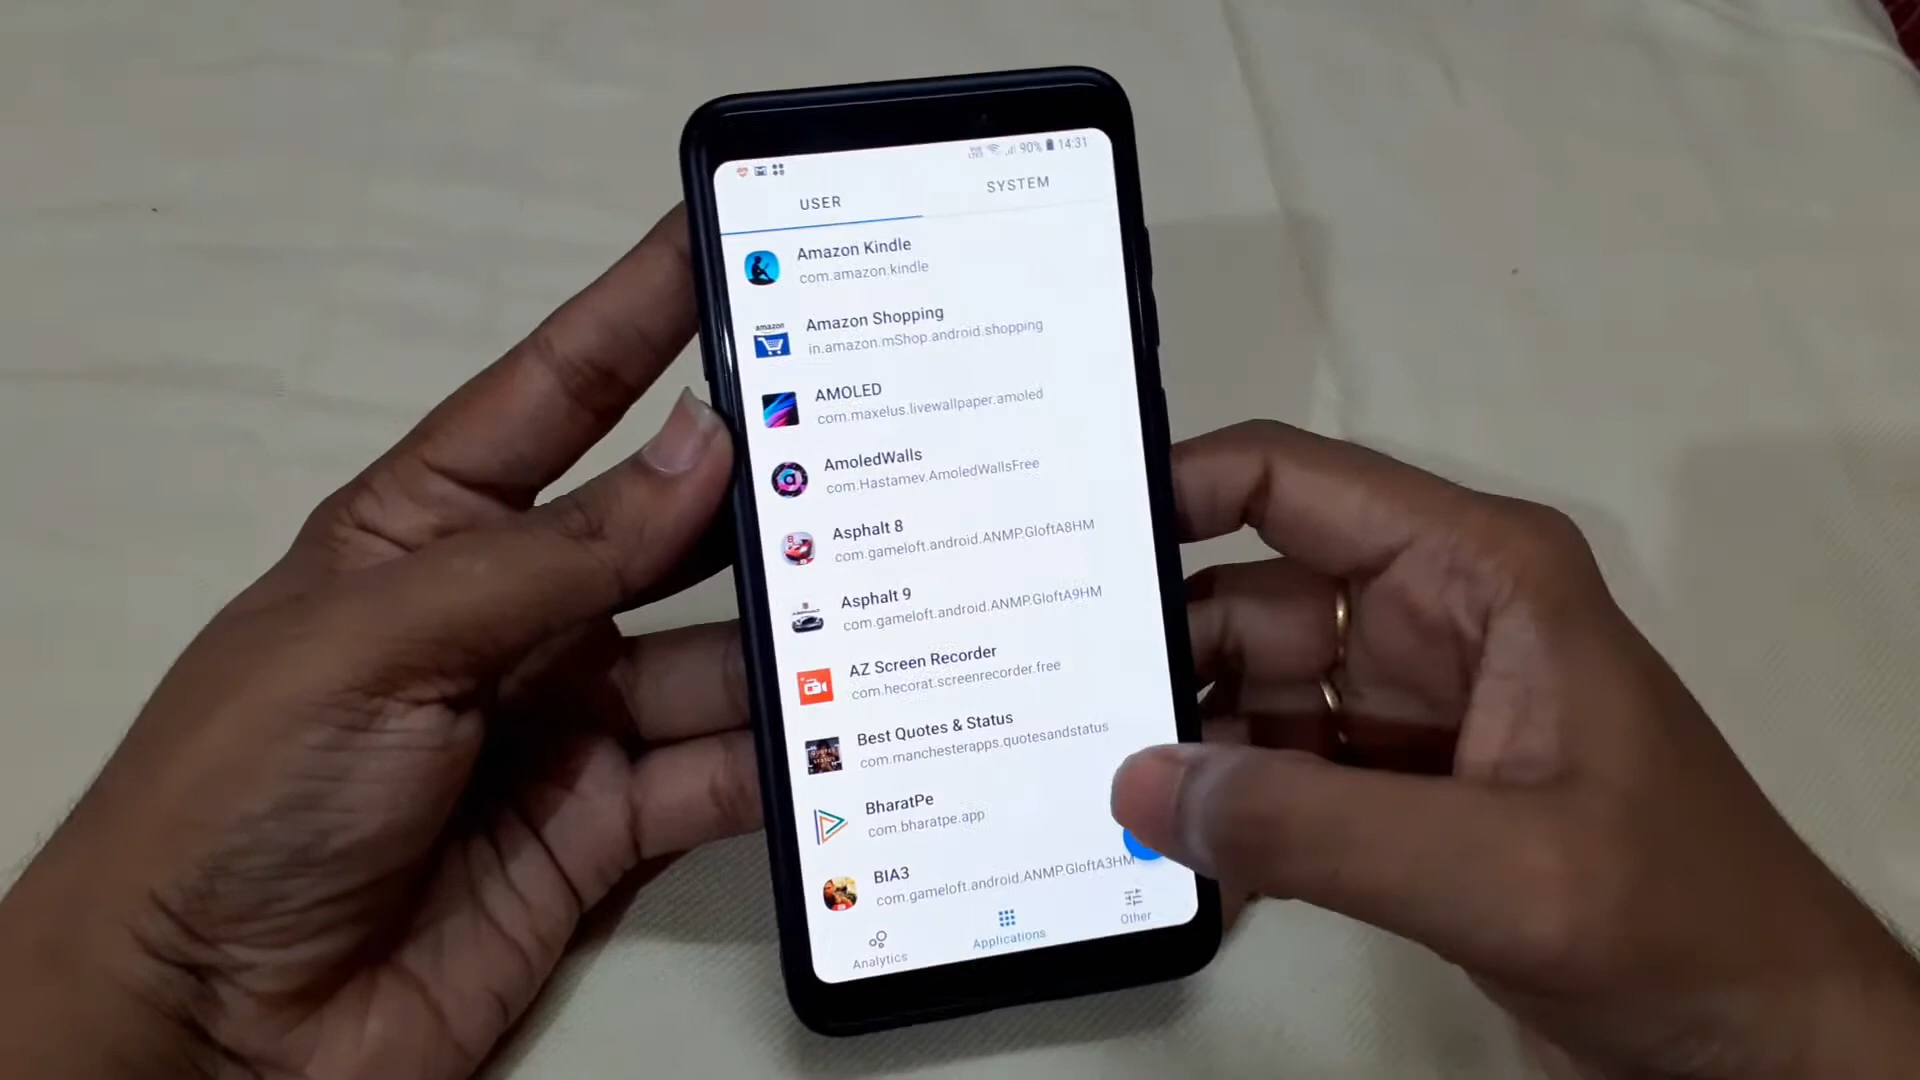 VoLTE 90% 14:31
USER SYSTEM
Amazon Kindle
com.amazon.kindle
amazon
Amazon Shopping
in.amazon.mShop.android.shopping
AMOLED
com.maxelus.livewallpaper.amoled
AmoledWalls
com.Hastamev.AmoledWallsFree
Asphalt 8
com.gameloft.android.ANMP.GloftA8HM
Asphalt 9
com.gameloft.android.ANMP.GloftA9HM
AZ Screen Recorder
com.hecorat.screenrecorder.free
Best Quotes & Status
com.manchesterapps.quotesandstatus
BharatPe
com.bharatpe.app
BIA3
com.gameloft.android.ANMP.GloftA3HM
Analytics Applications Other